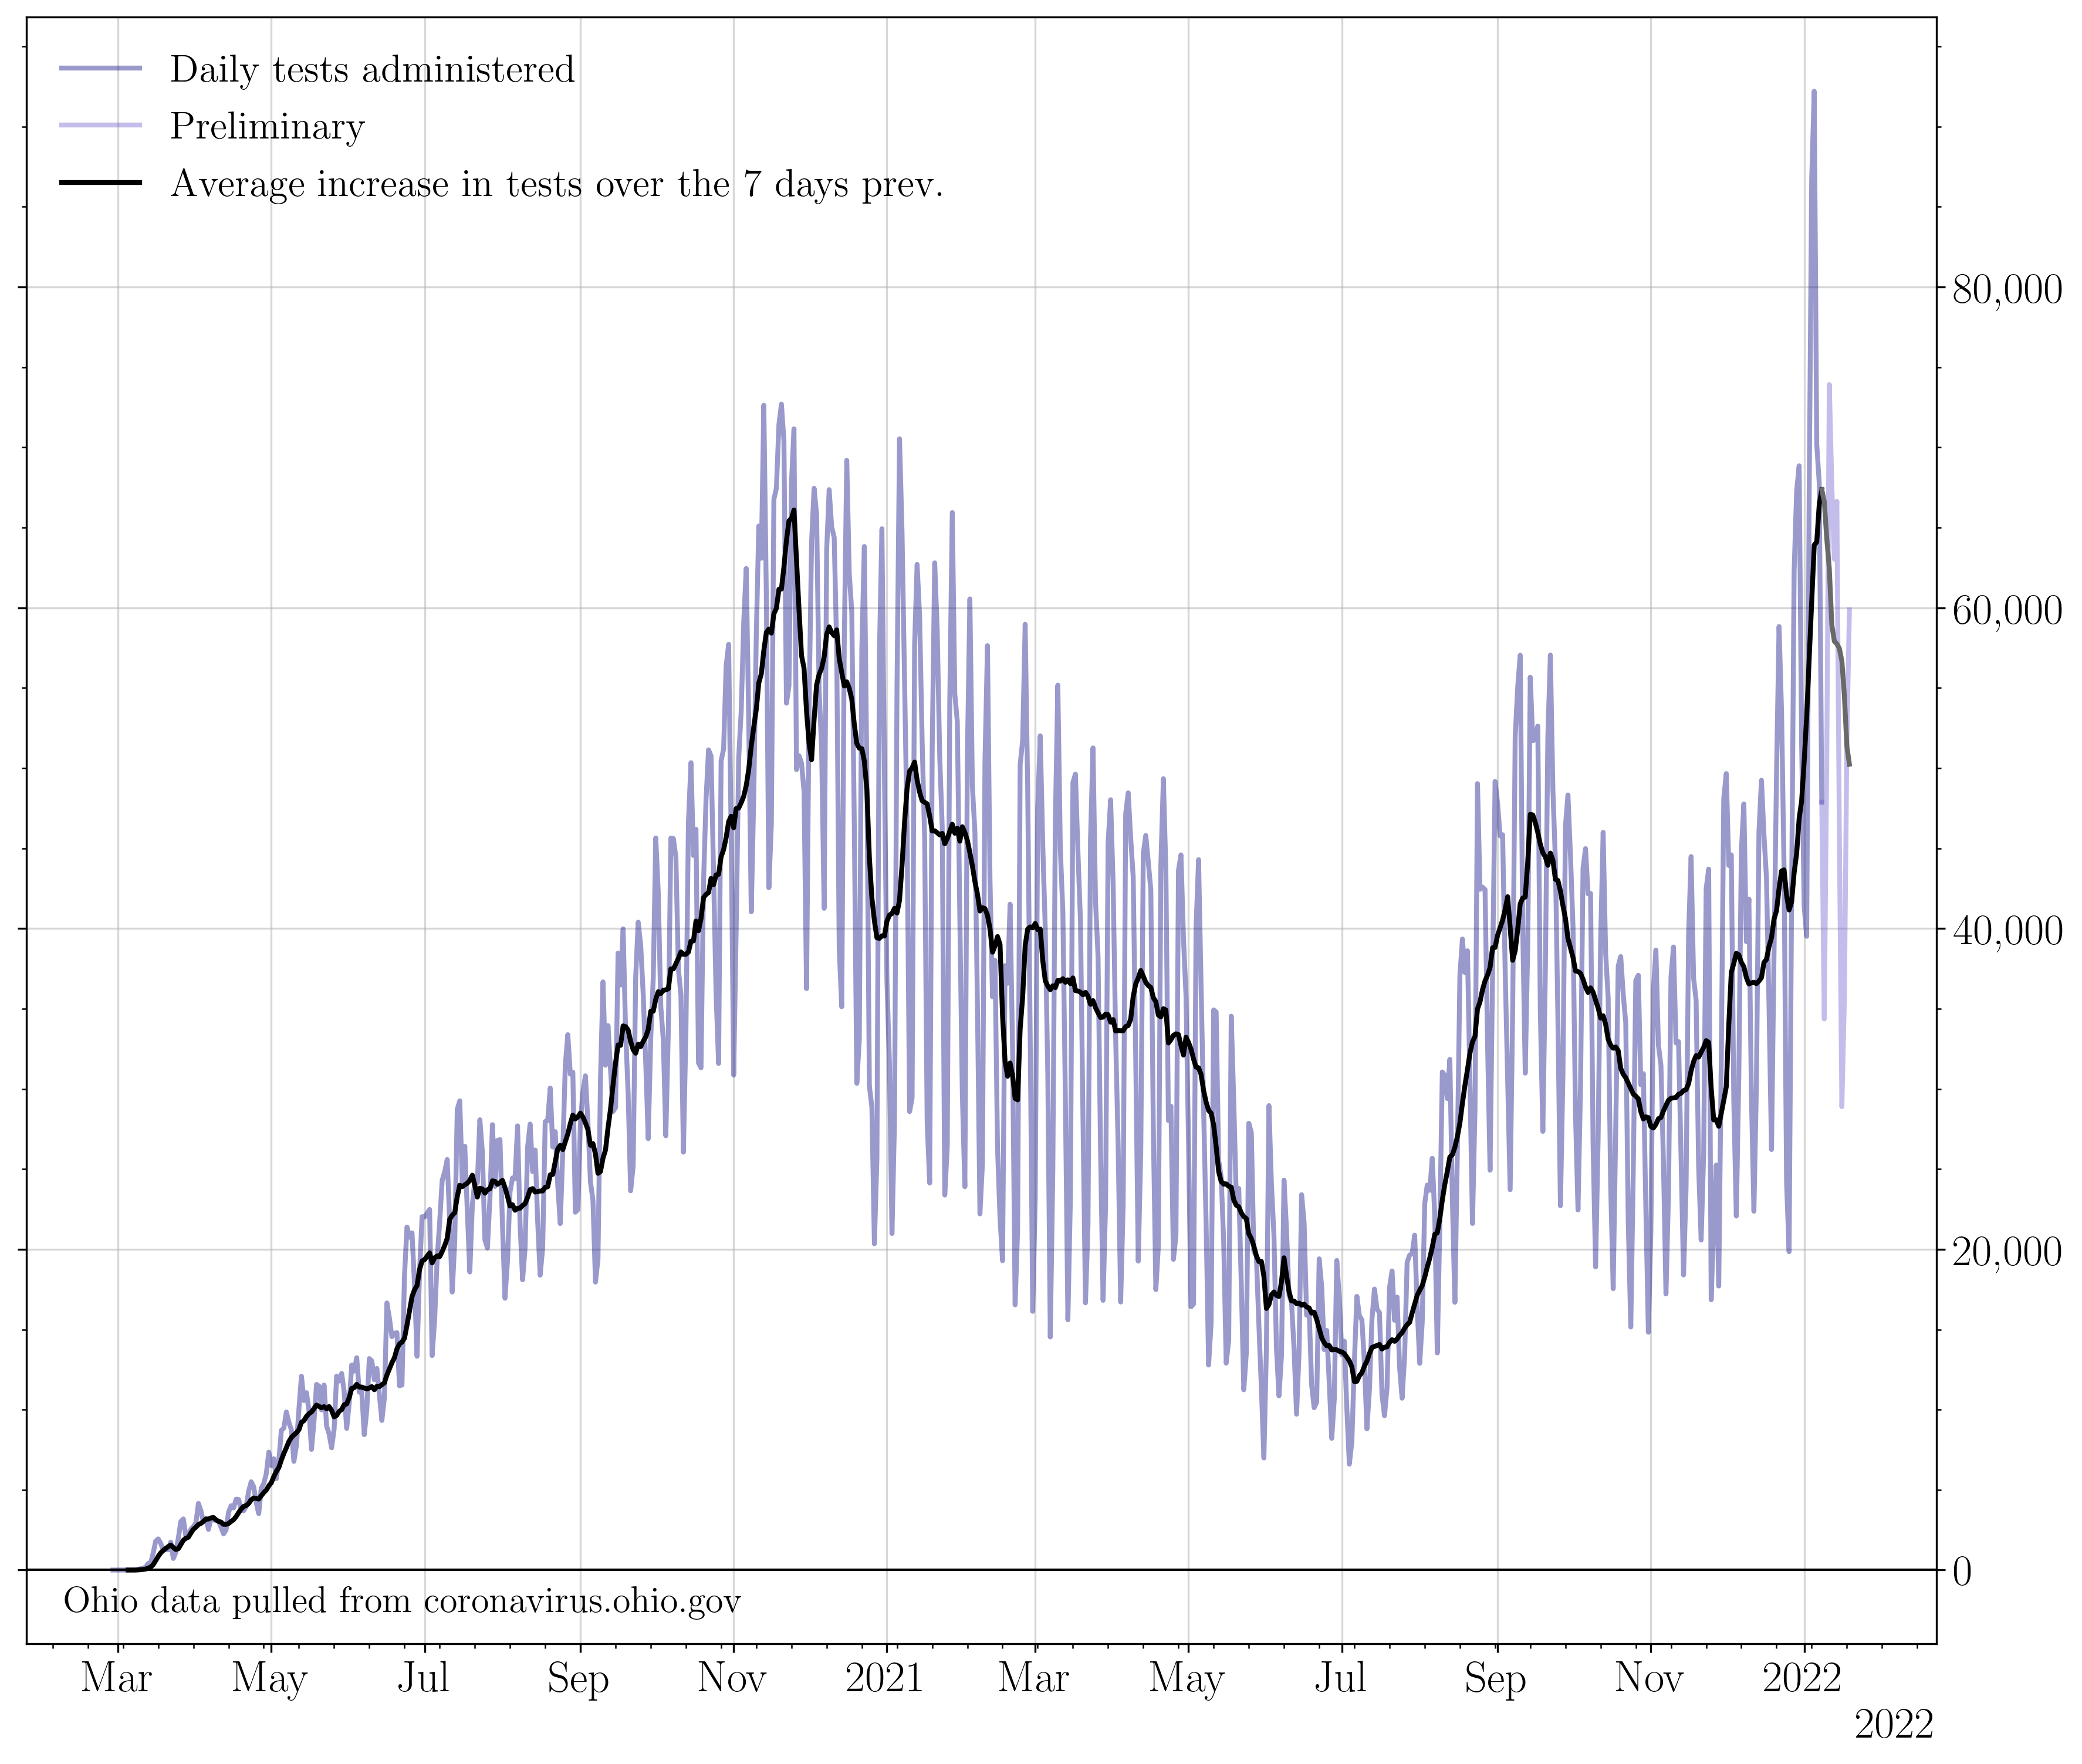 Daily tests administered
Preliminary
Average increase in tests over the 7 days prev.
80,000
60,000
40,000
20,000
0
Ohio data pulled from coronavirus.ohio.gov
Mar May Jul Sep Nov 2021 Mar May Jul Sep Nov 2022
2022